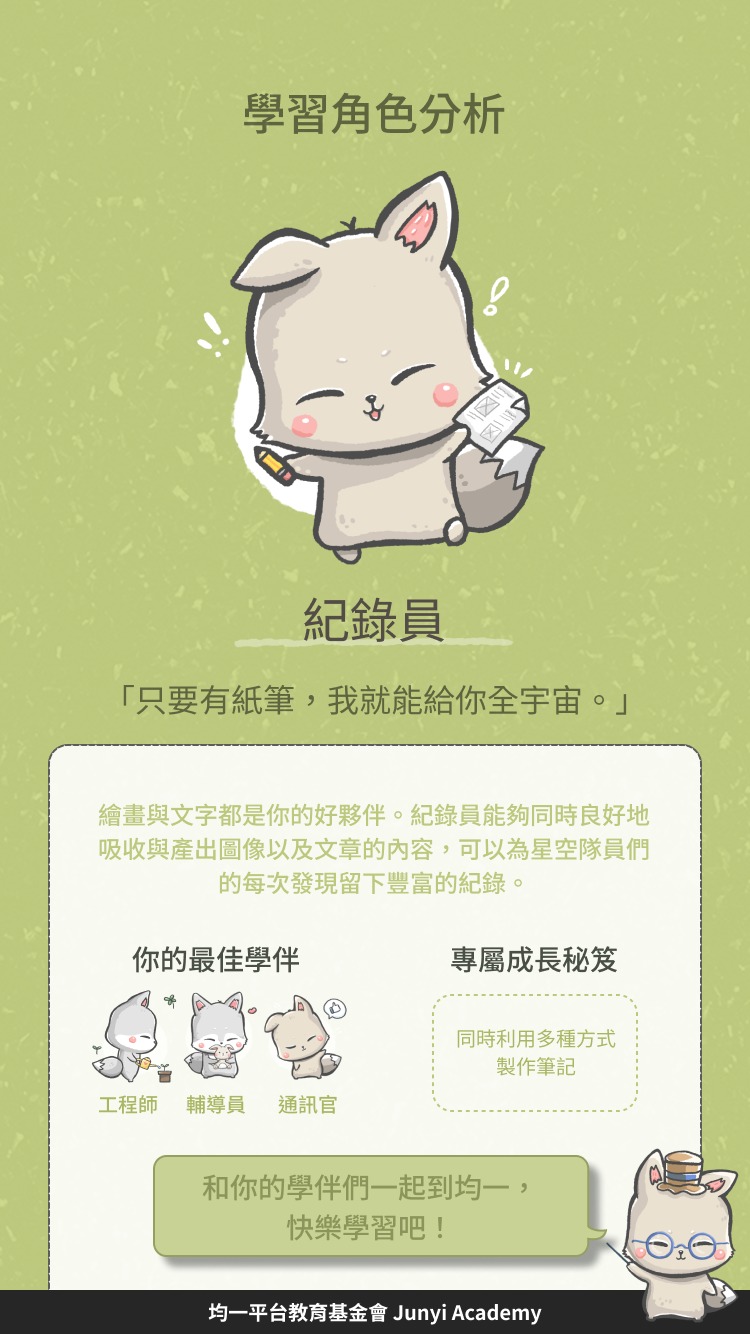 學習角色分析
紀錄員
「只要有紙筆，我就能給你全宇宙。」
繪畫與文字都是你的好夥伴。紀錄員能夠同時良好地
吸收與產出圖像以及文章的內容，可以為星空隊員們
的每次發現留下豐富的紀錄。
你的最佳學伴
工程師
輔導員
通訊官
專屬成長秘笈
同時利用多種方式
製作筆記
和你的學伴們一起到均一，
快樂學習吧！
均一平台教育基金會 Junyi Academy